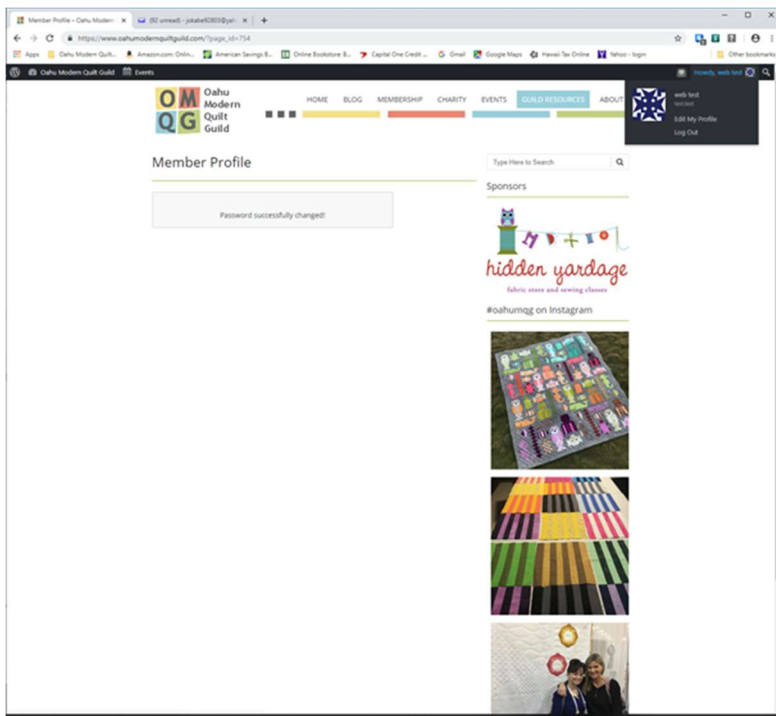 Member Profile – Oahu Modern
https://www.oahumodernquiltguild.com/?page_id=754
Apps
Oahu Modern Quilt...
Amazon.com: Onlin...
American Savings B...
Online Bookstore: B...
Capital One Credit ...
Gmail
Google Maps
Hawaii Tax Online
Yahoo - login
Other bookmarks
Oahu Modern Quilt Guild
Events
Howdy, web test
web test
Edit My Profile
Log Out
OM
QG
Oahu
Modern
Quilt
Guild
HOME
BLOG
MEMBERSHIP
CHARITY
EVENTS
GUILD RESOURCES
ABOUT
Member Profile
Password successfully changed!
Type Here to Search
Sponsors
hidden yardage
fabric store and sewing classes
#oahumqg on Instagram